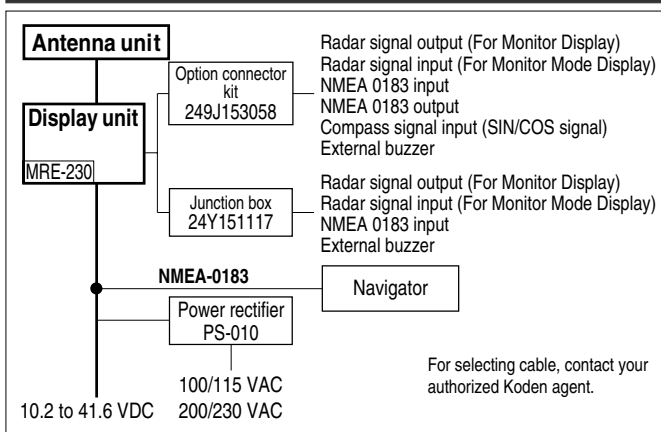 Antenna unit
Display unit
MRE-230
Option connector
kit
249J153058
Radar signal output (For Monitor Display)
Radar signal input (For Monitor Mode Display)
NMEA 0183 input
NMEA 0183 output
Compass signal input (SIN/COS signal)
External buzzer
Junction box
24Y151117
Radar signal output (For Monitor Display)
Radar signal input (For Monitor Mode Display)
NMEA 0183 input
External buzzer
NMEA-0183
Navigator
Power rectifier
PS-010
100/115 VAC
200/230 VAC
10.2 to 41.6 VDC
For selecting cable, contact your
authorized Koden agent.